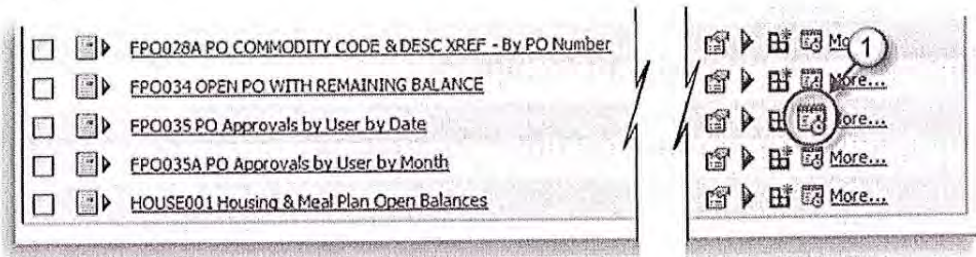 FPO028A PO COMMODITY CODE & DESC XREF - By PO Number Mo 1
FPO034 OPEN PO WITH REMAINING BALANCE More...
FPO035 PO Approvals by User by Date ore...
FPO035A PO Approvals by User by Month More...
HOUSE001 Housing & Meal Plan Open Balances More...